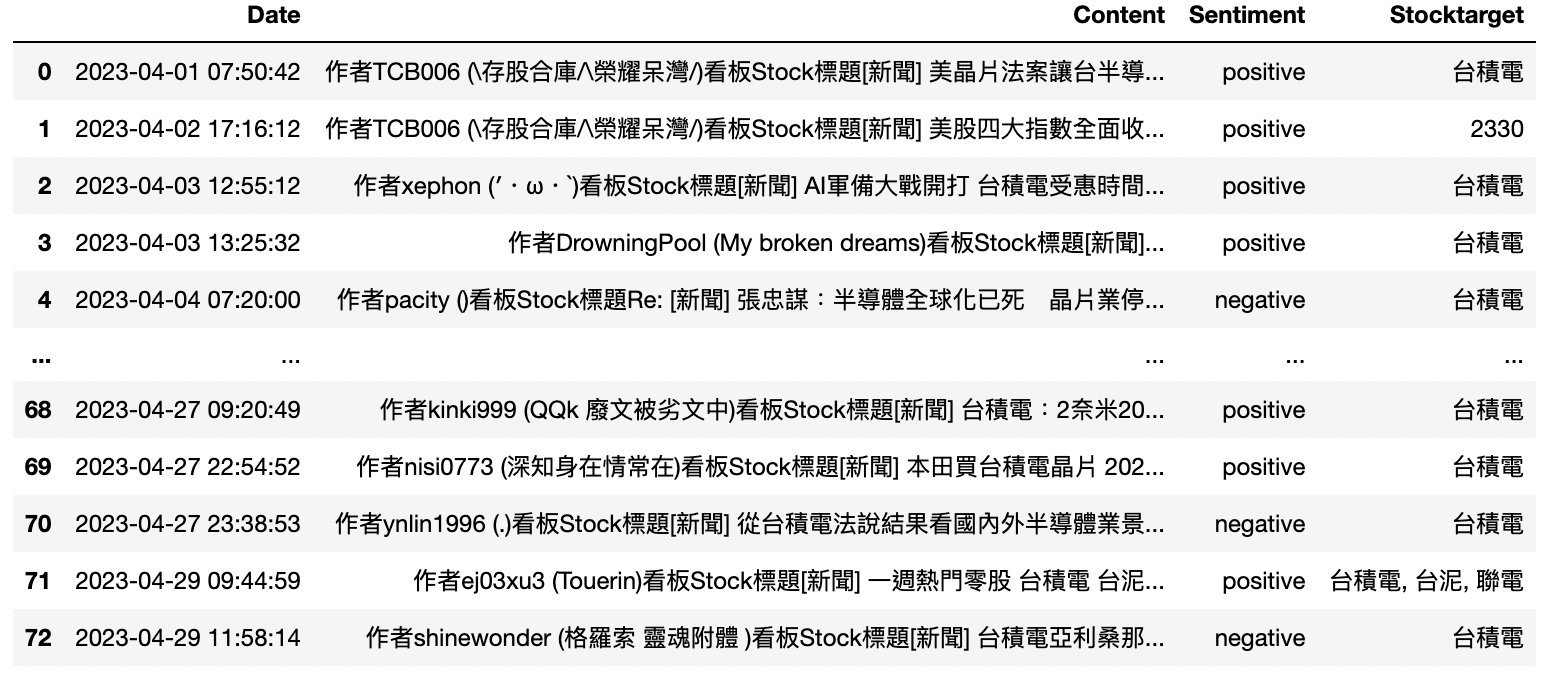 Date Content Sentiment Stocktarget
0 2023-04-01 07:50:42 作者TCB006 (\存股合庫/\榮耀呆灣/)看板Stock標題[新聞] 美晶片法案讓台半導... positive 台積電
1 2023-04-02 17:16:12 作者TCB006 (\存股合庫/\榮耀呆灣/)看板Stock標題[新聞] 美股四大指數全面收... positive 2330
2 2023-04-03 12:55:12 作者xephon (′・ω・‵)看板Stock標題[新聞] AI軍備大戰開打 台積電受惠時間... positive 台積電
3 2023-04-03 13:25:32 作者DrowningPool (My broken dreams)看板Stock標題[新聞]... positive 台積電
4 2023-04-04 07:20:00 作者pacity ()看板Stock標題Re: [新聞] 張忠謀：半導體全球化已死　晶片業停... negative 台積電
... ... ... ... ...
68 2023-04-27 09:20:49 作者kinki999 (QQk 廢文被劣文中)看板Stock標題[新聞] 台積電：2奈米20... positive 台積電
69 2023-04-27 22:54:52 作者nisi0773 (深知身在情常在)看板Stock標題[新聞] 本田買台積電晶片 202... positive 台積電
70 2023-04-27 23:38:53 作者ynlin1996 (.)看板Stock標題[新聞] 從台積電法說結果看國內外半導體業景... negative 台積電
71 2023-04-29 09:44:59 作者ej03xu3 (Touerin)看板Stock標題[新聞] 一週熱門零股 台積電 台泥... positive 台積電, 台泥, 聯電
72 2023-04-29 11:58:14 作者shinewonder (格羅索 靈魂附體 )看板Stock標題[新聞] 台積電亞利桑那... negative 台積電